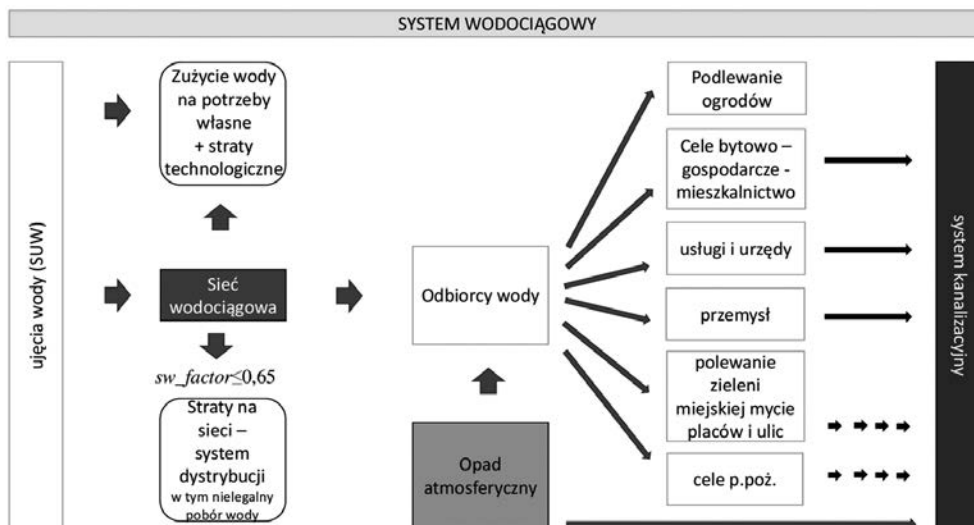 SYSTEM WODOCIĄGOWY
ujęcia wody (SUW)
Zużycie wody
na potrzeby
własne
+ straty
technologiczne
Sieć
wodociągowa
sw_factor≤0,65
Straty na
sieci –
system
dystrybucji
w tym nielegalny
pobór wody
Odbiorcy wody
Opad
atmosferyczny
Podlewanie
ogrodów
Cele bytowo –
gospodarcze -
mieszkalnictwo
usługi i urzędy
przemysł
polewanie
zieleni
miejskiej mycie
placów i ulic
cele p.poż.
system kanalizacyjny